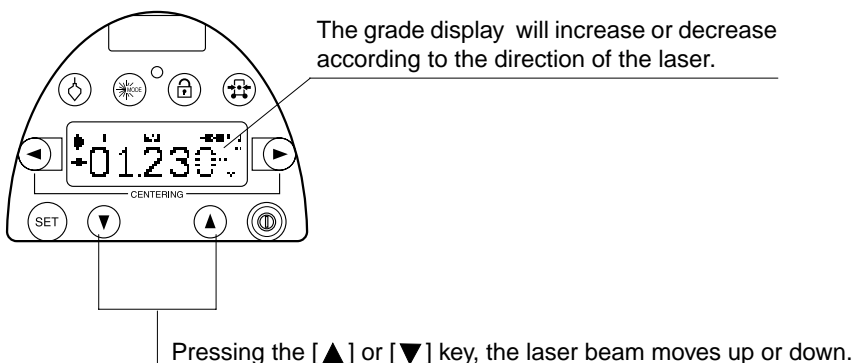 The grade display will increase or decrease
according to the direction of the laser.
MODE
+01.230
CENTERING
SET
Pressing the [▲] or [▼] key, the laser beam moves up or down.